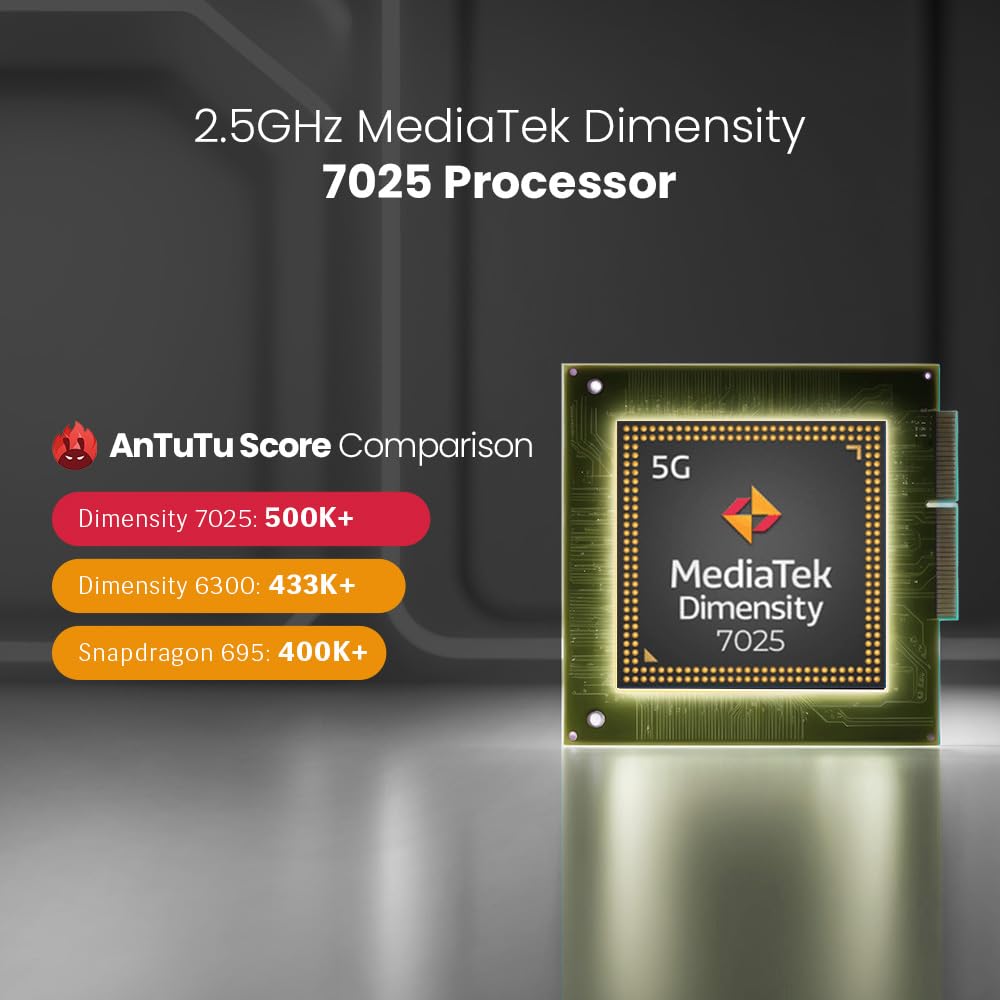 2.5GHz MediaTek Dimensity
7025 Processor
AnTuTu Score Comparison
Dimensity 7025: 500K+
Dimensity 6300: 433K+
Snapdragon 695: 400K+
5G
MediaTek
Dimensity
7025